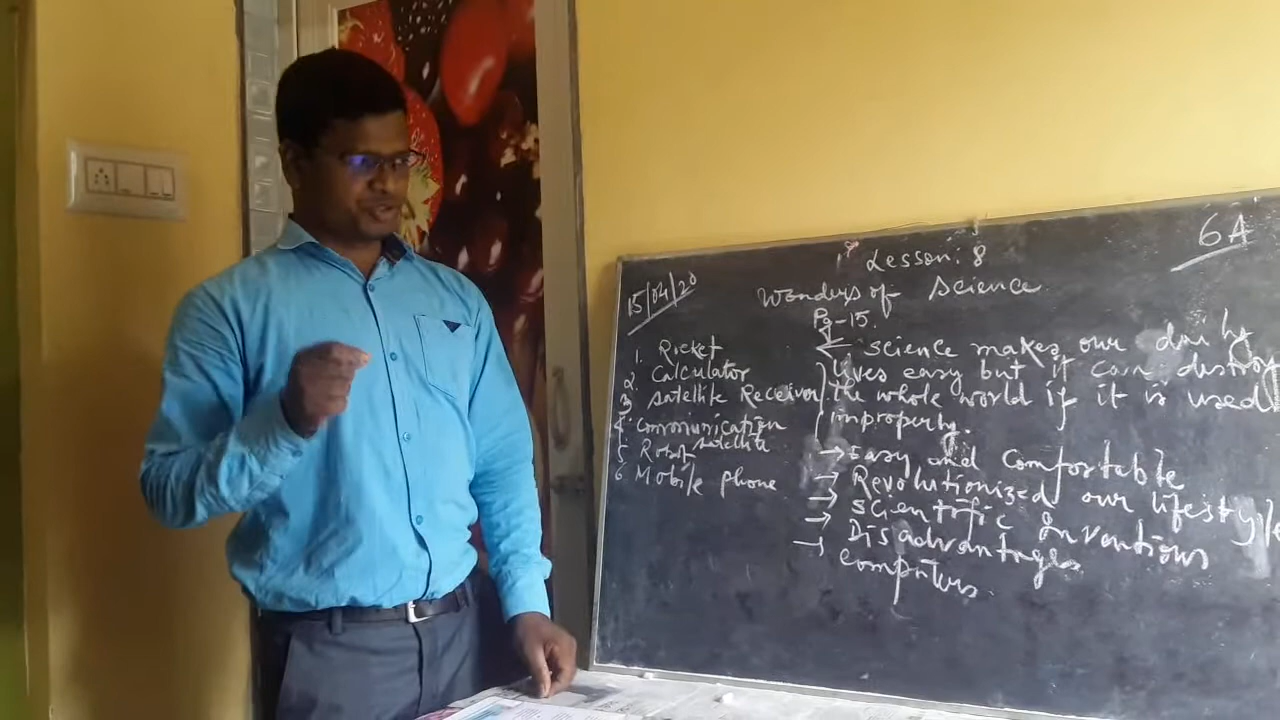 6A
Lesson: 8
15/04/20
Wonders of Science
Pg-15.
1. Rocket
2. Calculator
3 Satellite Receiver
4. Communication
satellite
5 Robot
6 Mobile phone
← Science makes our daily
lives easy but it can destroy
the whole world if it is used
improperly.
→ Easy and Comfortable
→ Revolutionized our lifestyle
→ Scientific Inventions
→ Disadvantages
→ Computers